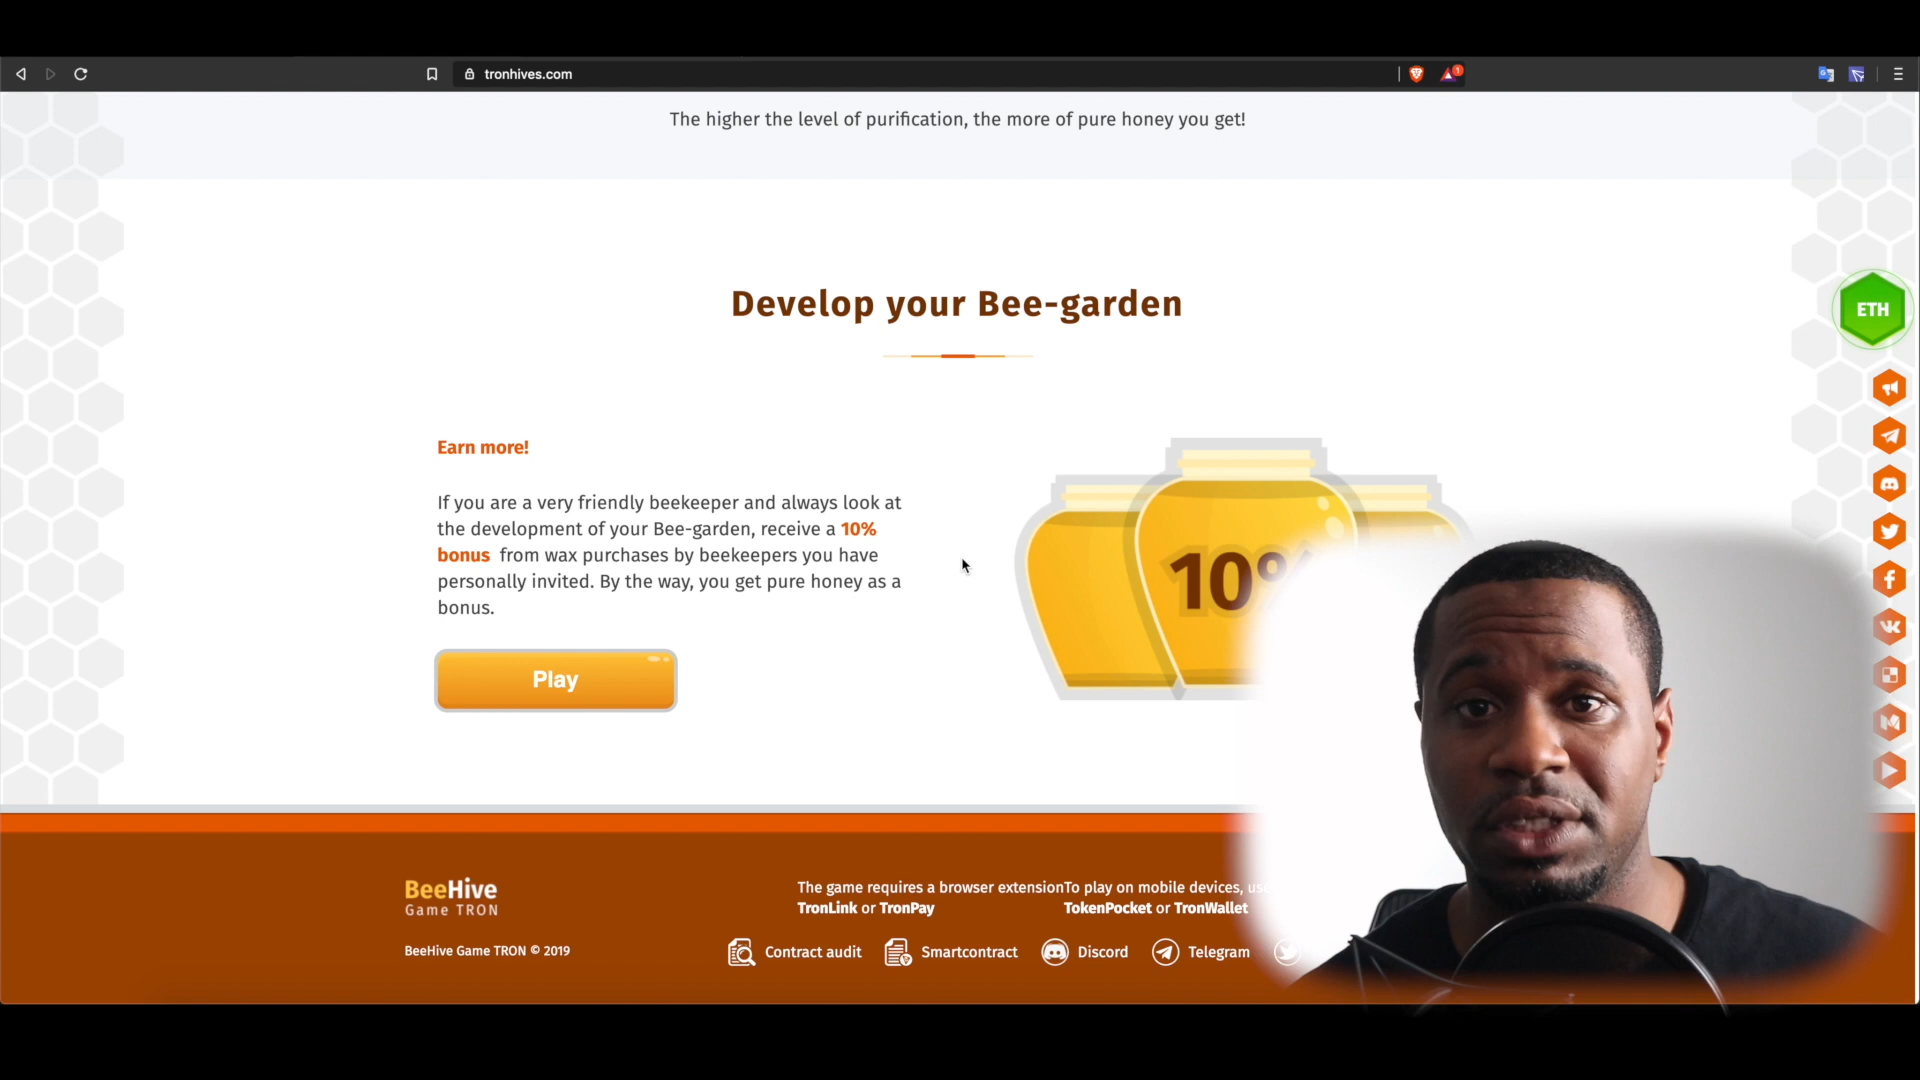 tronhives.com
1
The higher the level of purification, the more of pure honey you get!
Develop your Bee-garden
ETH
Earn more!
If you are a very friendly beekeeper and always look at
the development of your Bee-garden, receive a 10%
bonus from wax purchases by beekeepers you have
personally invited. By the way, you get pure honey as a
bonus.
10%
Play
BeeHive
Game TRON
BeeHive Game TRON © 2019
The game requires a browser extension
TronLink or TronPay
To play on mobile devices, use
TokenPocket or TronWallet
Contract audit
Smartcontract
Discord
Telegram